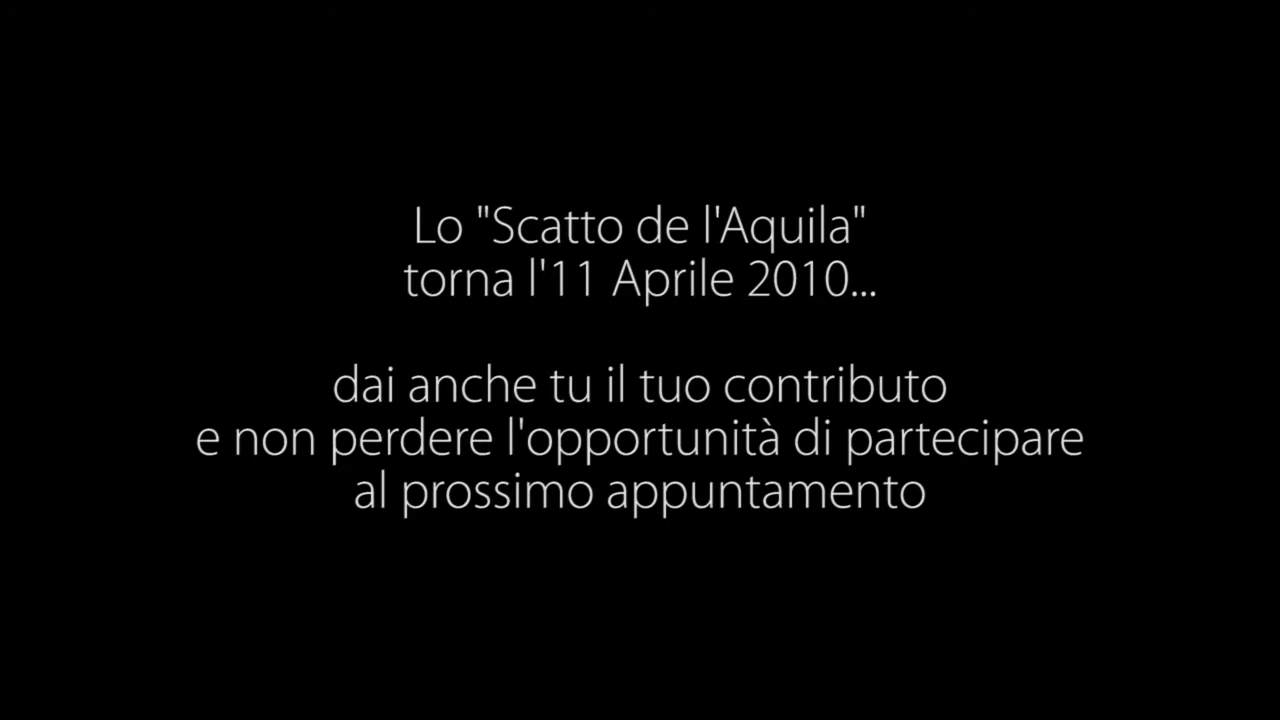 Lo "Scatto de l'Aquila"
torna l'11 Aprile 2010...
dai anche tu il tuo contributo
e non perdere l'opportunità di partecipare
al prossimo appuntamento